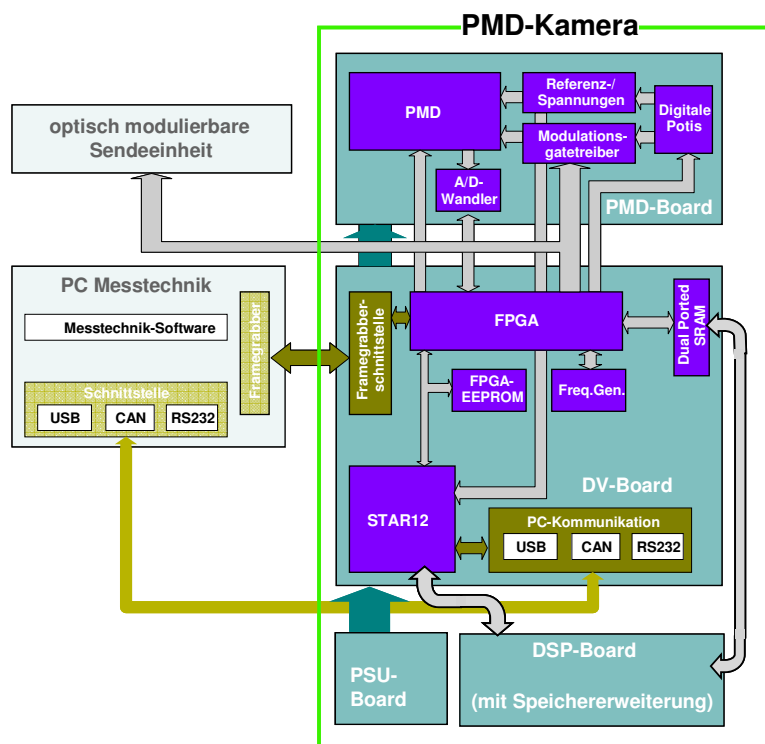 PMD-Kamera
optisch modulierbare
Sendeeinheit
PMD
Referenz-/
Spannungen
Modulations-
gatetreiber
Digitale
Potis
A/D-
Wandler
PMD-Board
PC Messtechnik
Messtechnik-Software
Framegrabber
Schnittstelle
USB
CAN
RS232
Framegrabber-
schnittstelle
FPGA
Dual Ported
SRAM
FPGA-
EEPROM
Freq.Gen.
DV-Board
STAR12
PC-Kommunikation
USB
CAN
RS232
PSU-
Board
DSP-Board
(mit Speichererweiterung)